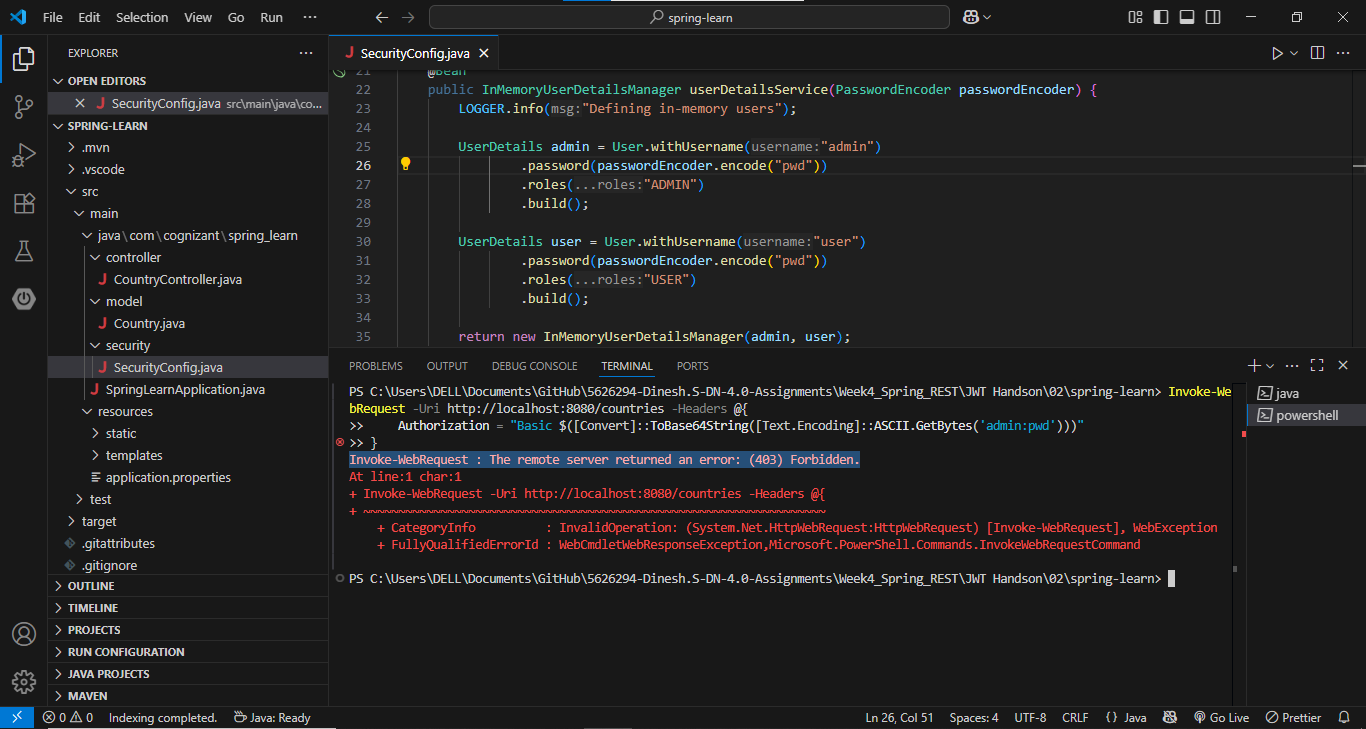 File Edit Selection View Go Run ··· spring-learn
EXPLORER ···
OPEN EDITORS
SecurityConfig.java src\main\java\co...
SPRING-LEARN
.mvn
.vscode
src
main
java\com\cognizant\spring_learn
controller
CountryController.java
model
Country.java
security
SecurityConfig.java
SpringLearnApplication.java
resources
static
templates
application.properties
test
target
.gitattributes
.gitignore
OUTLINE
TIMELINE
PROJECTS
RUN CONFIGURATION
JAVA PROJECTS
MAVEN
SecurityConfig.java
21 @Bean
22 public InMemoryUserDetailsManager userDetailsService(PasswordEncoder passwordEncoder) {
23 LOGGER.info(msg:"Defining in-memory users");
24
25 UserDetails admin = User.withUsername(username:"admin")
26 .password(passwordEncoder.encode("pwd"))
27 .roles(...roles:"ADMIN")
28 .build();
29
30 UserDetails user = User.withUsername(username:"user")
31 .password(passwordEncoder.encode("pwd"))
32 .roles(...roles:"USER")
33 .build();
34
35 return new InMemoryUserDetailsManager(admin, user);
PROBLEMS OUTPUT DEBUG CONSOLE TERMINAL PORTS
PS C:\Users\DELL\Documents\GitHub\5626294-Dinesh.S-DN-4.0-Assignments\Week4_Spring_REST\JWT Handson\02\spring-learn> Invoke-We
bRequest -Uri http://localhost:8080/countries -Headers @{
>> Authorization = "Basic $([Convert]::ToBase64String([Text.Encoding]::ASCII.GetBytes('admin:pwd')))"
>> }
Invoke-WebRequest : The remote server returned an error: (403) Forbidden.
At line:1 char:1
+ Invoke-WebRequest -Uri http://localhost:8080/countries -Headers @{
+ ~~~~~~~~~~~~~~~~~~~~~~~~~~~~~~~~~~~~~~~~~~~~~~~~~~~~~~~~~~~~~~~~~
+ CategoryInfo : InvalidOperation: (System.Net.HttpWebRequest:HttpWebRequest) [Invoke-WebRequest], WebException
+ FullyQualifiedErrorId : WebCmdletWebResponseException,Microsoft.PowerShell.Commands.InvokeWebRequestCommand
PS C:\Users\DELL\Documents\GitHub\5626294-Dinesh.S-DN-4.0-Assignments\Week4_Spring_REST\JWT Handson\02\spring-learn>
java
powershell
0 0 Indexing completed. Java: Ready Ln 26, Col 51 Spaces: 4 UTF-8 CRLF {} Java Go Live Prettier